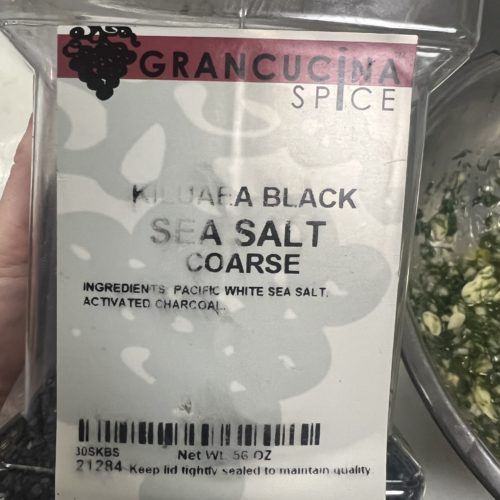 GRANCUCINA
SPICE
BLACK
SEA SALT
COARSE
INGREDIENTS: PACIFIC WHITE SEA SALT,
ACTIVATED CHARCOAL.
30SKBS
Net Wt. 56 OZ
21284 Keep lid tightly sealed to maintain quality